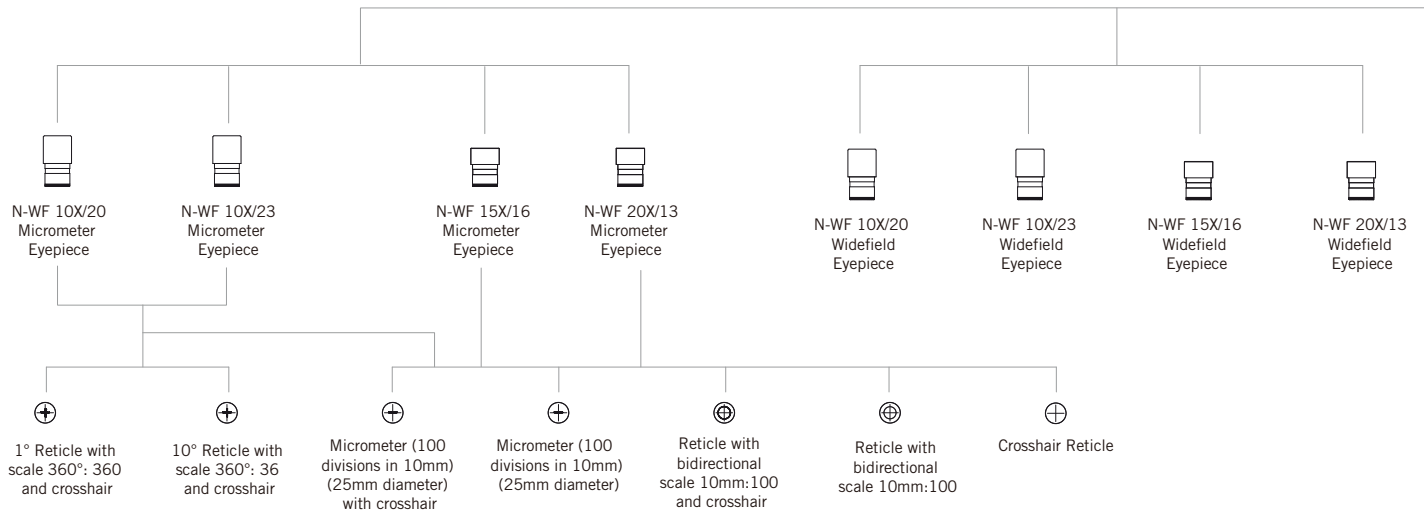 N-WF 10X/20
Micrometer
Eyepiece
N-WF 10X/23
Micrometer
Eyepiece
N-WF 15X/16
Micrometer
Eyepiece
N-WF 20X/13
Micrometer
Eyepiece
N-WF 10X/20
Widefield
Eyepiece
N-WF 10X/23
Widefield
Eyepiece
N-WF 15X/16
Widefield
Eyepiece
N-WF 20X/13
Widefield
Eyepiece
1° Reticle with
scale 360°: 360
and crosshair
10° Reticle with
scale 360°: 36
and crosshair
Micrometer (100
divisions in 10mm)
(25mm diameter)
with crosshair
Micrometer (100
divisions in 10mm)
(25mm diameter)
Reticle with
bidirectional
scale 10mm:100
and crosshair
Reticle with
bidirectional
scale 10mm:100
Crosshair Reticle